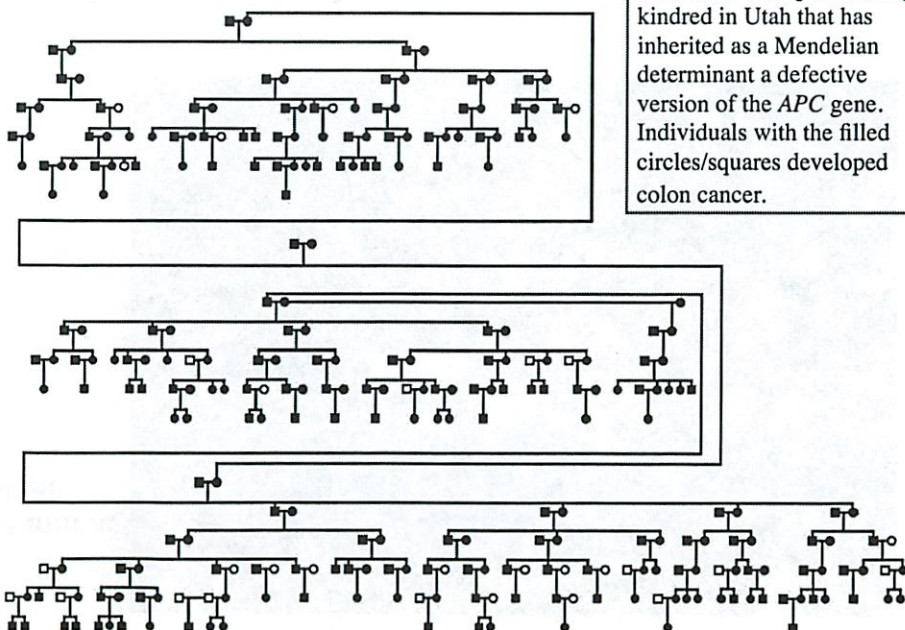 kindred in Utah that has
inherited as a Mendelian
determinant a defective
version of the APC gene.
Individuals with the filled
circles/squares developed
colon cancer.